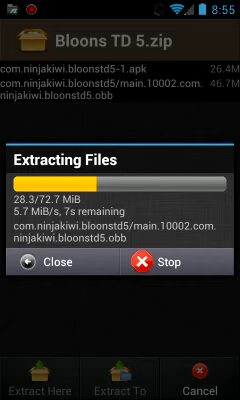 8:55
Bloons TD 5.zip
com.ninjakiwi.bloonstd5-1.apk 26.4M
com.ninjakiwi.bloonstd5/main.10002.com. 46.7M
ninjakiwi.bloonstd5.obb
Extracting Files
28.3/72.7 MiB
5.7 MiB/s, 7s remaining
com.ninjakiwi.bloonstd5/main.10002.com.
ninjakiwi.bloonstd5.obb
Close Stop
Extract Here Extract To Cancel